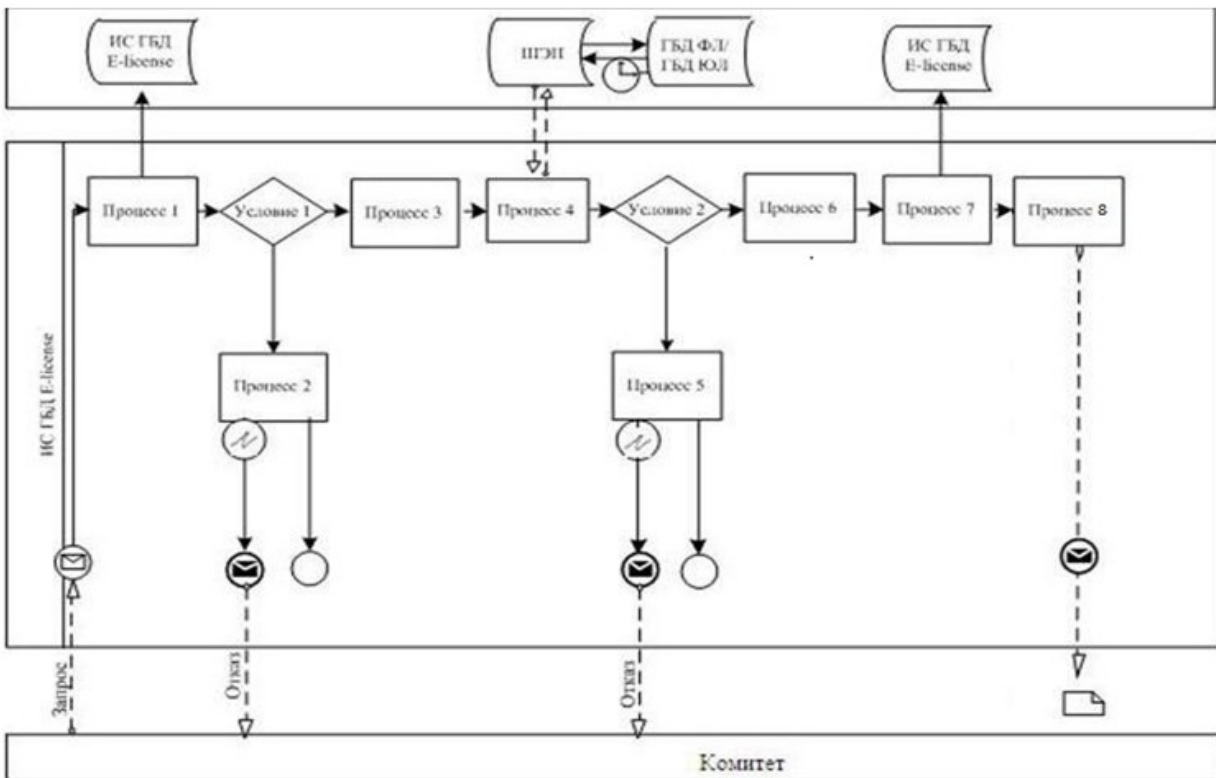 ИС ГБД
E-license
ШЭП
ГБД ФЛ/
ГБД ЮЛ
ИС ГБД
E-license
Процесс 1
Условие 1
Процесс 3
Процесс 4
Условие 2
Процесс 6
Процесс 7
Процесс 8
Процесс 2
Процесс 5
ИС ГБД E-license
Запрос
Отказ
Отказ
Комитет